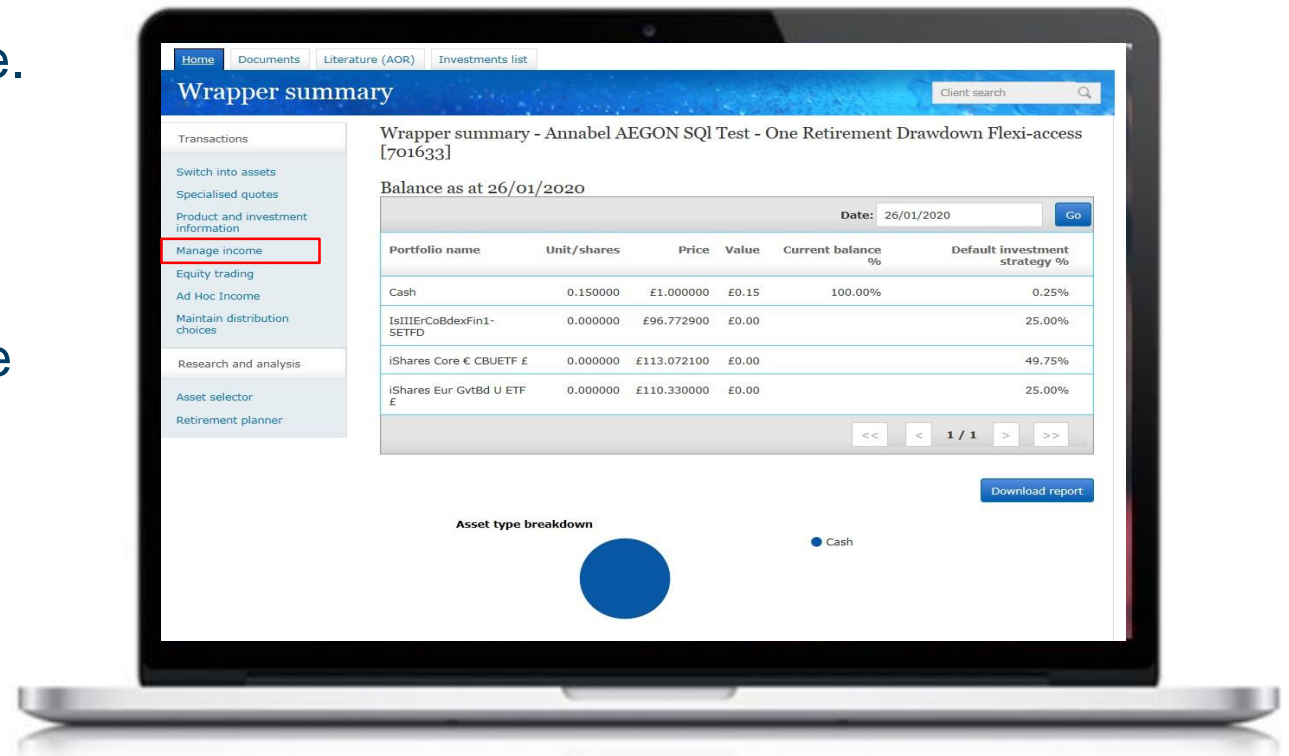 e.
e
Home Documents Literature (AOR) Investments list
Wrapper summary
Client search
Transactions
Switch into assets
Specialised quotes
Product and investment
information
Manage income
Equity trading
Ad Hoc Income
Maintain distribution
choices
Research and analysis
Asset selector
Retirement planner
Wrapper summary - Annabel AEGON SQl Test - One Retirement Drawdown Flexi-access
[701633]
Balance as at 26/01/2020
Date: 26/01/2020 Go
Portfolio name Unit/shares Price Value Current balance % Default investment strategy %
Cash 0.150000 £1.000000 £0.15 100.00% 0.25%
IsIIIErCoBdexFin1-
5ETFD 0.000000 £96.772900 £0.00 25.00%
iShares Core € CBUETF £ 0.000000 £113.072100 £0.00 49.75%
iShares Eur GvtBd U ETF
£ 0.000000 £110.330000 £0.00 25.00%
<< < 1 / 1 > >>
Download report
Asset type breakdown
Cash